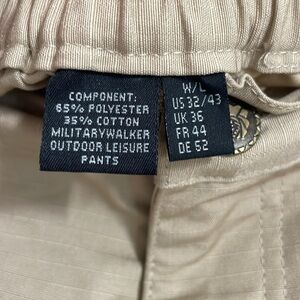 COMPONENT:
65% POLYESTER
35% COTTON
MILITARYWALKER
OUTDOOR LEISURE
PANTS
W/L
US 32/43
UK 36
FR 44
DE 52